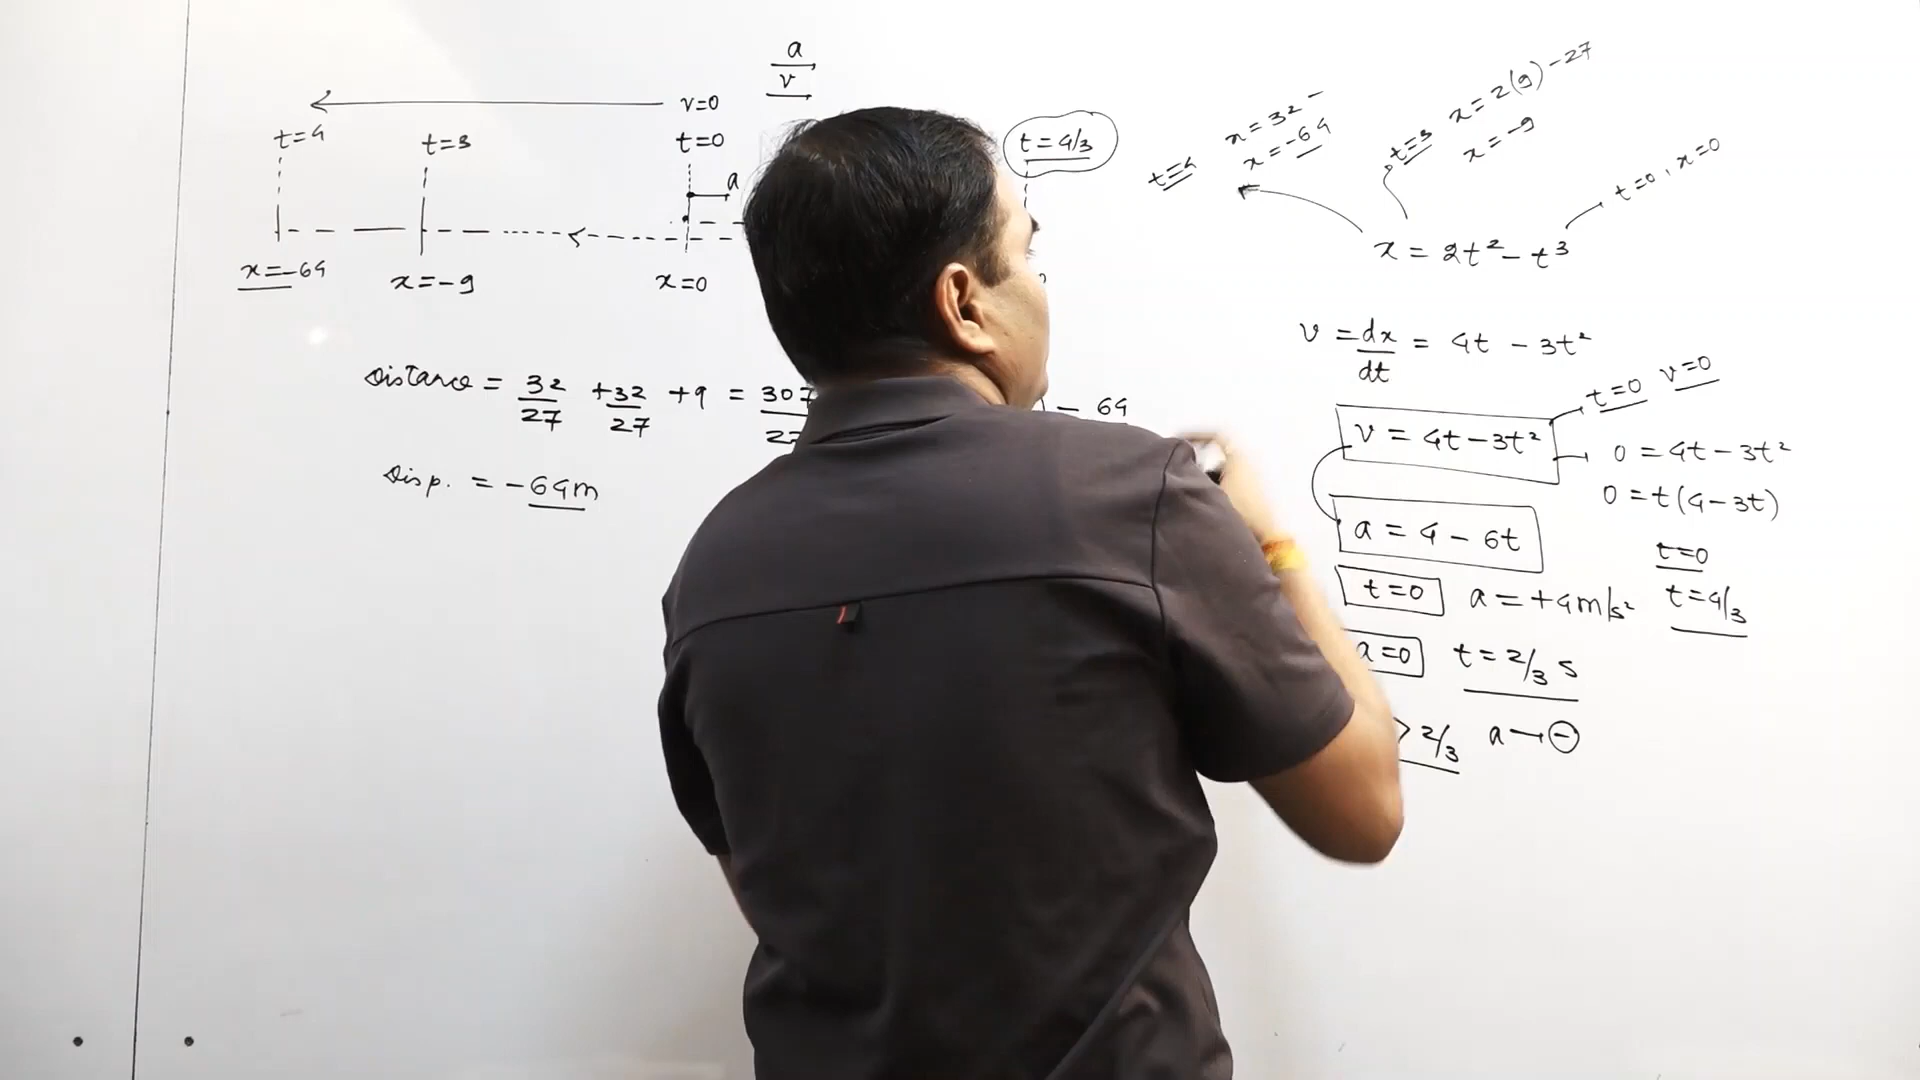 a
v
v=0
t=4
t=3
t=0
a
t=4/3
x=-64
x=-9
x=0
Distance = 32/27 + 32/27 + 9 = 307
- 64
Disp. = -64m
t=4
x=32-
x=-64
t=3
x=2(9)-27
x=-9
t=0, x=0
x = 2t² - t³
v = dx/dt = 4t - 3t²
v = 4t - 3t²
t=0 v=0
0 = 4t - 3t²
0 = t(4-3t)
t=0
t=4/3
a = 4 - 6t
t=0 a = +4m/s²
a=0 t = 2/3 s
> 2/3 a → -